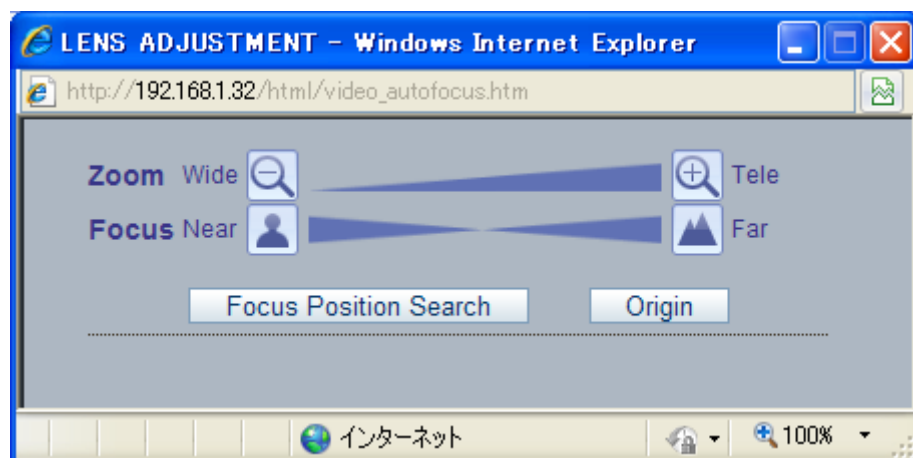 LENS ADJUSTMENT - Windows Internet Explorer
http://192.168.1.32/html/video_autofocus.htm
Zoom Wide Tele
Focus Near Far
Focus Position Search Origin
インターネット 100%